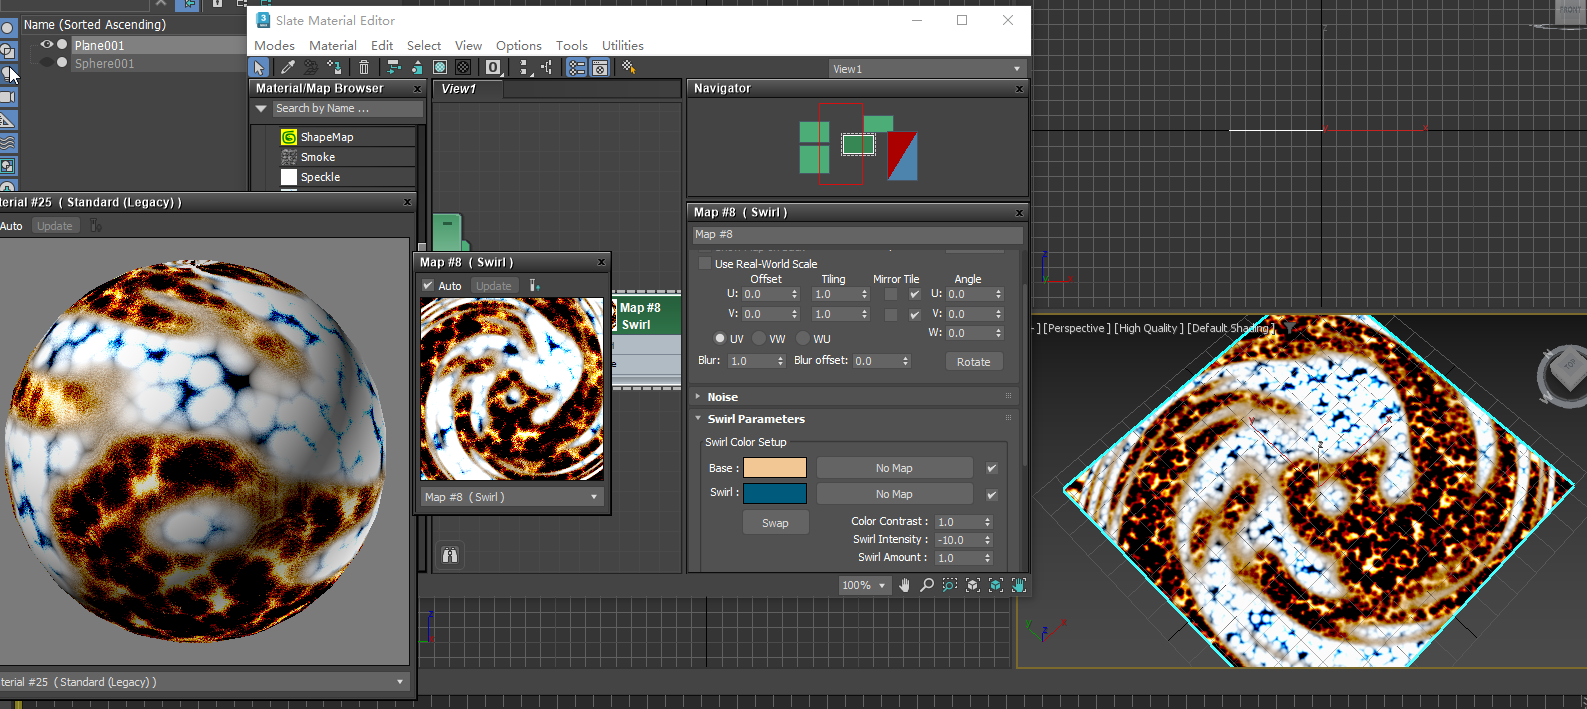 Name (Sorted Ascending)
Plane001
Sphere001
Slate Material Editor
Modes Material Edit Select View Options Tools Utilities
View1
Material/Map Browser
Search by Name ...
ShapeMap
Smoke
Speckle
View1
Navigator
FRONT
terial #25 ( Standard (Legacy) )
Auto Update
Map #8 ( Swirl )
Auto Update
Map #8 ( Swirl )
Map #8
Swirl
Map #8 ( Swirl )
Map #8
Use Real-World Scale
Offset Tiling Mirror Tile Angle
U: 0.0 1.0 U: 0.0
V: 0.0 1.0 V: 0.0
W: 0.0
UV VW WU
Blur: 1.0 Blur offset: 0.0 Rotate
Noise
Swirl Parameters
Swirl Color Setup
Base : No Map
Swirl : No Map
Swap
Color Contrast : 1.0
Swirl Intensity : -10.0
Swirl Amount : 1.0
100%
] [Perspective ] [High Quality ] [Default Shading ]
TOP
terial #25 ( Standard (Legacy) )
z
x
y
x
z
y
z
x